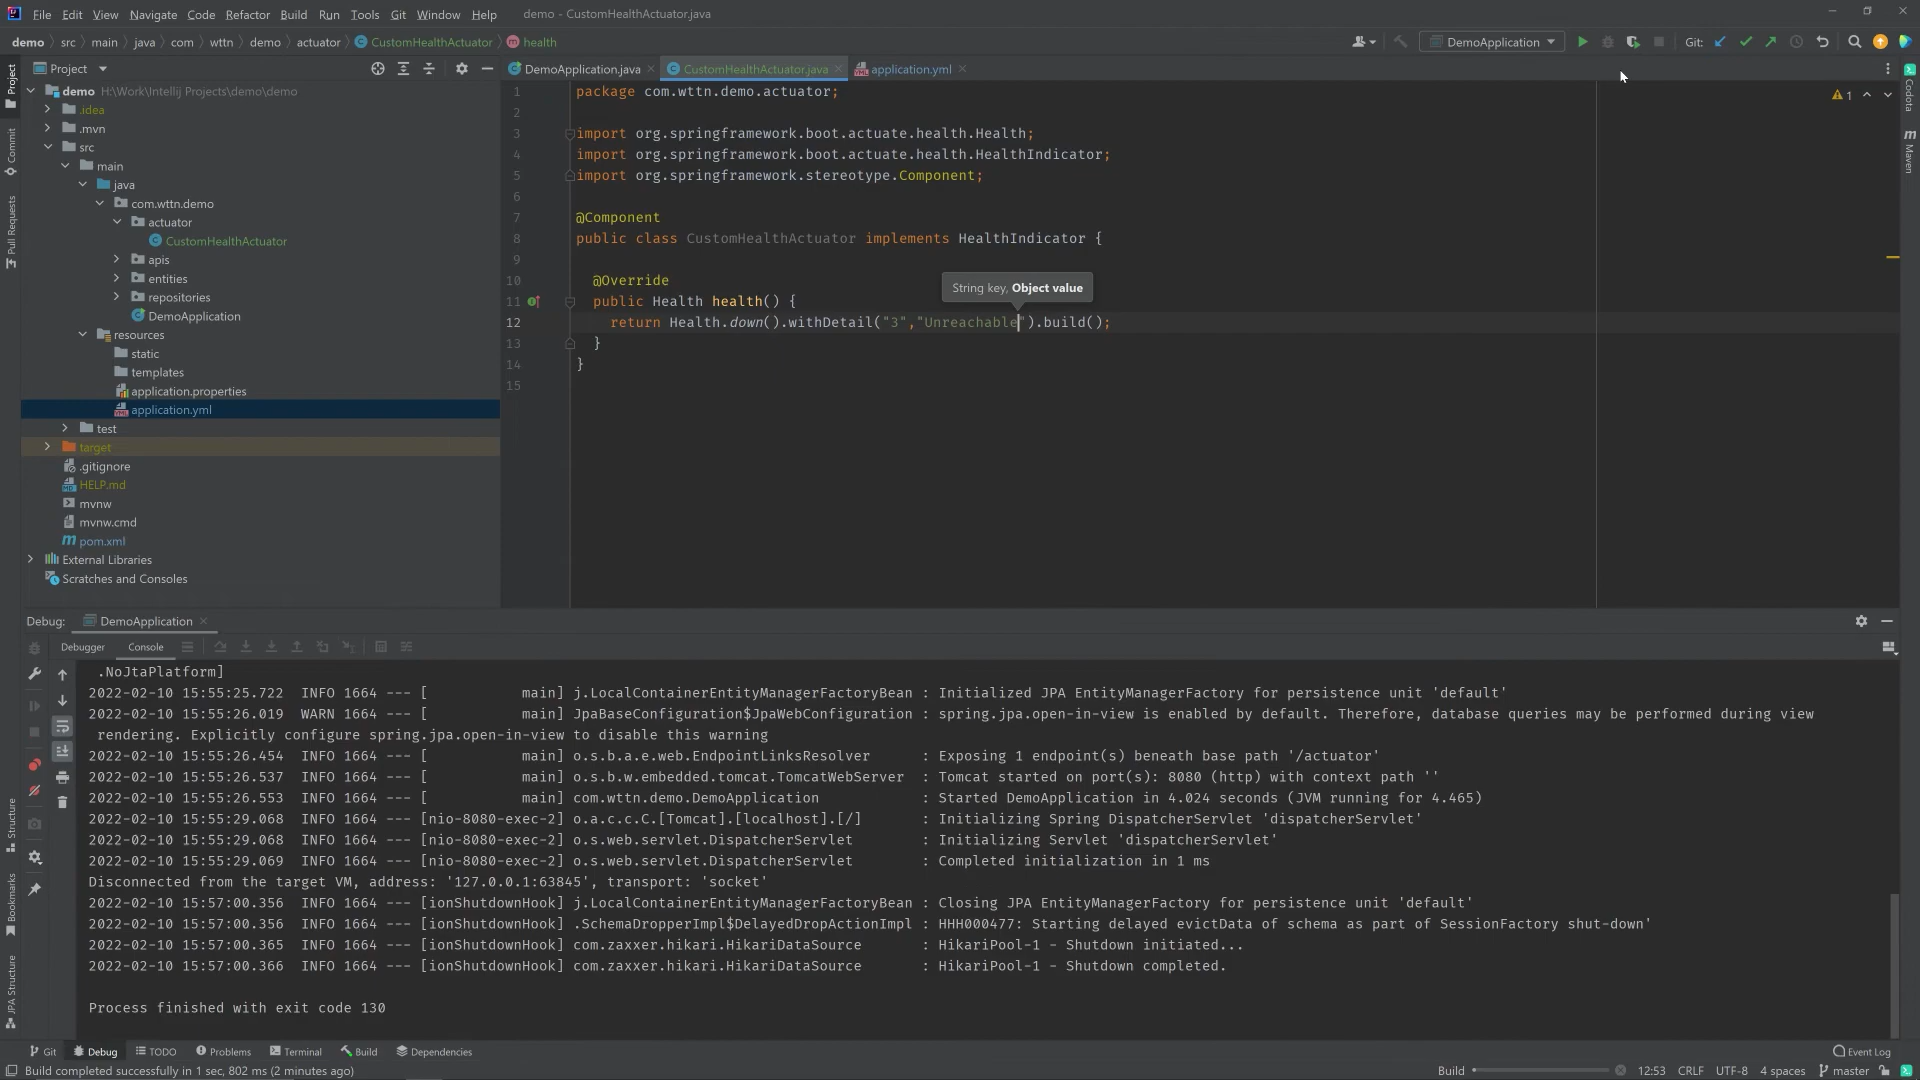 File Edit View Navigate Code Refactor Build Run Tools Git Window Help demo - CustomHealthActuator.java
demo src main java com wttn demo actuator CustomHealthActuator health DemoApplication Git:
Project
DemoApplication.java CustomHealthActuator.java application.yml
demo H:\Work\Intellij Projects\demo\demo
.idea
.mvn
src
main
java
com.wttn.demo
actuator
CustomHealthActuator
apis
entities
repositories
DemoApplication
resources
static
templates
application.properties
application.yml
test
target
.gitignore
HELP.md
mvnw
mvnw.cmd
pom.xml
External Libraries
Scratches and Consoles
1 package com.wttn.demo.actuator;
2
3 import org.springframework.boot.actuate.health.Health;
4 import org.springframework.boot.actuate.health.HealthIndicator;
5 import org.springframework.stereotype.Component;
6
7 @Component
8 public class CustomHealthActuator implements HealthIndicator {
9
10 @Override
String key, Object value
11 public Health health() {
12 return Health.down().withDetail("3","Unreachable").build();
13 }
14 }
15
1
Project
Commit
Pull Requests
Structure
Bookmarks
JPA Structure
Codota
Maven
Debug: DemoApplication
Debugger Console
.NoJtaPlatform]
2022-02-10 15:55:25.722 INFO 1664 --- [ main] j.LocalContainerEntityManagerFactoryBean : Initialized JPA EntityManagerFactory for persistence unit 'default'
2022-02-10 15:55:26.019 WARN 1664 --- [ main] JpaBaseConfiguration$JpaWebConfiguration : spring.jpa.open-in-view is enabled by default. Therefore, database queries may be performed during view
rendering. Explicitly configure spring.jpa.open-in-view to disable this warning
2022-02-10 15:55:26.454 INFO 1664 --- [ main] o.s.b.a.e.web.EndpointLinksResolver : Exposing 1 endpoint(s) beneath base path '/actuator'
2022-02-10 15:55:26.537 INFO 1664 --- [ main] o.s.b.w.embedded.tomcat.TomcatWebServer : Tomcat started on port(s): 8080 (http) with context path ''
2022-02-10 15:55:26.553 INFO 1664 --- [ main] com.wttn.demo.DemoApplication : Started DemoApplication in 4.024 seconds (JVM running for 4.465)
2022-02-10 15:55:29.068 INFO 1664 --- [nio-8080-exec-2] o.a.c.c.C.[Tomcat].[localhost].[/] : Initializing Spring DispatcherServlet 'dispatcherServlet'
2022-02-10 15:55:29.068 INFO 1664 --- [nio-8080-exec-2] o.s.web.servlet.DispatcherServlet : Initializing Servlet 'dispatcherServlet'
2022-02-10 15:55:29.069 INFO 1664 --- [nio-8080-exec-2] o.s.web.servlet.DispatcherServlet : Completed initialization in 1 ms
Disconnected from the target VM, address: '127.0.0.1:63845', transport: 'socket'
2022-02-10 15:57:00.356 INFO 1664 --- [ionShutdownHook] j.LocalContainerEntityManagerFactoryBean : Closing JPA EntityManagerFactory for persistence unit 'default'
2022-02-10 15:57:00.356 INFO 1664 --- [ionShutdownHook] .SchemaDropperImpl$DelayedDropActionImpl : HHH000477: Starting delayed evictData of schema as part of SessionFactory shut-down'
2022-02-10 15:57:00.365 INFO 1664 --- [ionShutdownHook] com.zaxxer.hikari.HikariDataSource : HikariPool-1 - Shutdown initiated...
2022-02-10 15:57:00.366 INFO 1664 --- [ionShutdownHook] com.zaxxer.hikari.HikariDataSource : HikariPool-1 - Shutdown completed.
Process finished with exit code 130
Git Debug TODO Problems Terminal Build Dependencies Event Log
Build completed successfully in 1 sec, 802 ms (2 minutes ago) Build 12:53 CRLF UTF-8 4 spaces master